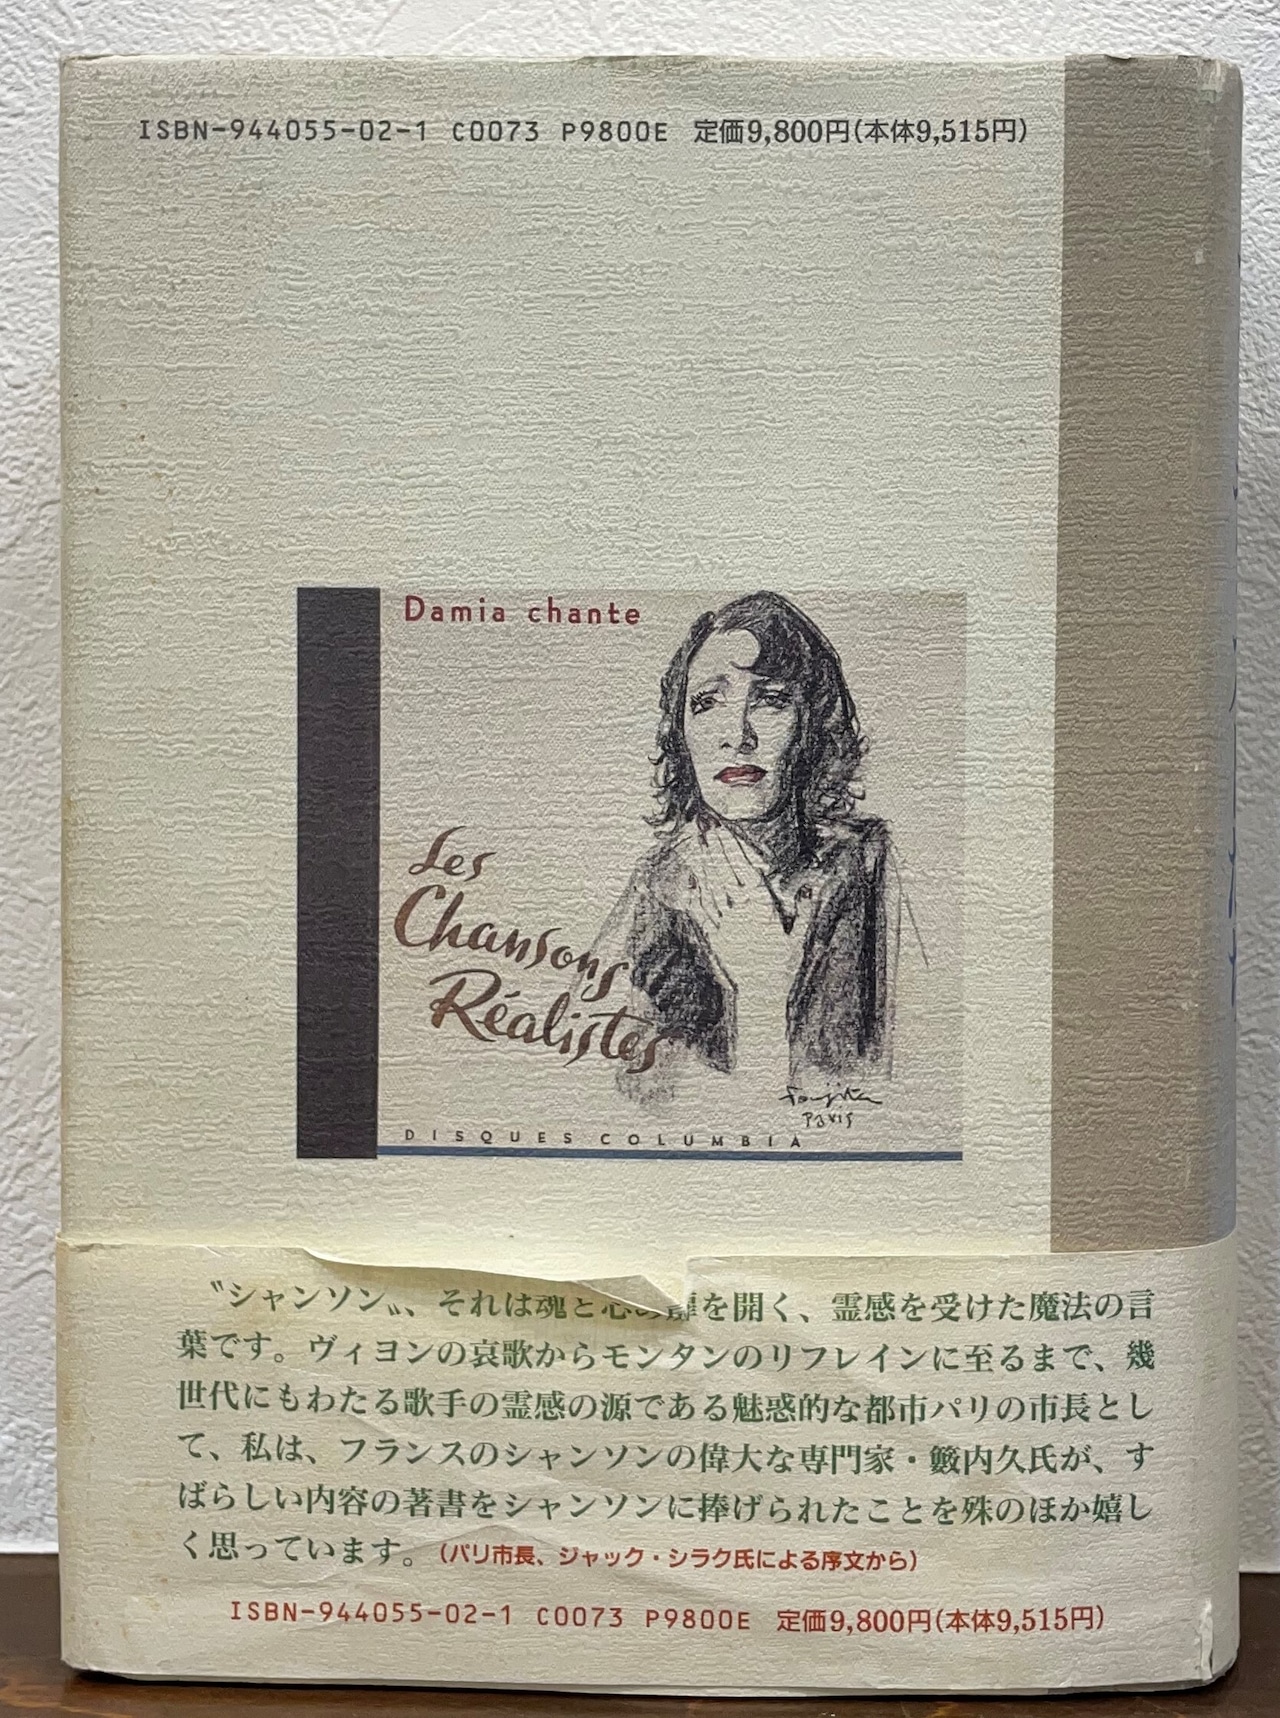 ISBN-944055-02-1 C0073 P9800E 定価9,800円(本体9,515円)
Damia chante
Les
Chansons
Réalistes
Foujita
PARIS
DISQUES COLUMBIA
〝シャンソン〟、それは魂と心の扉を開く、霊感を受けた魔法の言
葉です。ヴィヨンの哀歌からモンタンのリフレインに至るまで、幾
世代にもわたる歌手の霊感の源である魅惑的な都市パリの市長とし
て、私は、フランスのシャンソンの偉大な専門家・籔内久氏が、す
ばらしい内容の著書をシャンソンに捧げられたことを殊のほか嬉し
く思っています。(パリ市長、ジャック・シラク氏による序文から)
ISBN-944055-02-1 C0073 P9800E 定価9,800円(本体9,515円)